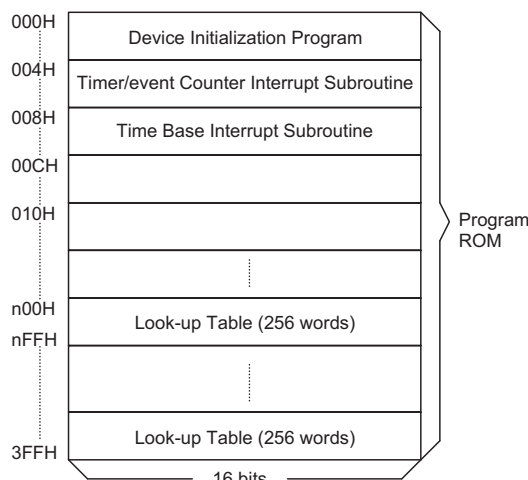 000H
Device Initialization Program
004H
Timer/event Counter Interrupt Subroutine
008H
Time Base Interrupt Subroutine
00CH
010H
Program
ROM
n00H
Look-up Table (256 words)
nFFH
Look-up Table (256 words)
3FFH
16 bits